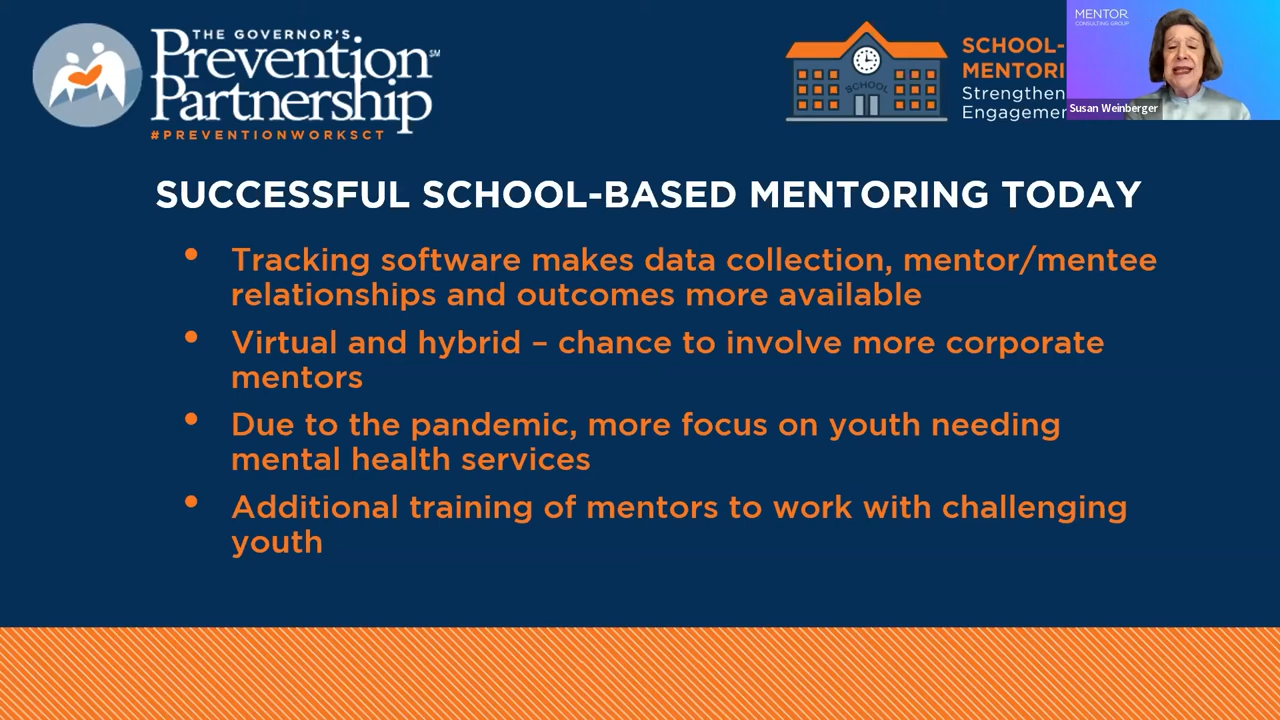 THE GOVERNOR'S
Prevention
Partnership
SM
#PREVENTIONWORKSCT
SCHOOL
SCHOOL-
MENTORI
Strengthen
Engagemen
MENTOR
CONSULTING GROUP
Susan Weinberger
SUCCESSFUL SCHOOL-BASED MENTORING TODAY
• Tracking software makes data collection, mentor/mentee
relationships and outcomes more available
• Virtual and hybrid – chance to involve more corporate
mentors
• Due to the pandemic, more focus on youth needing
mental health services
• Additional training of mentors to work with challenging
youth